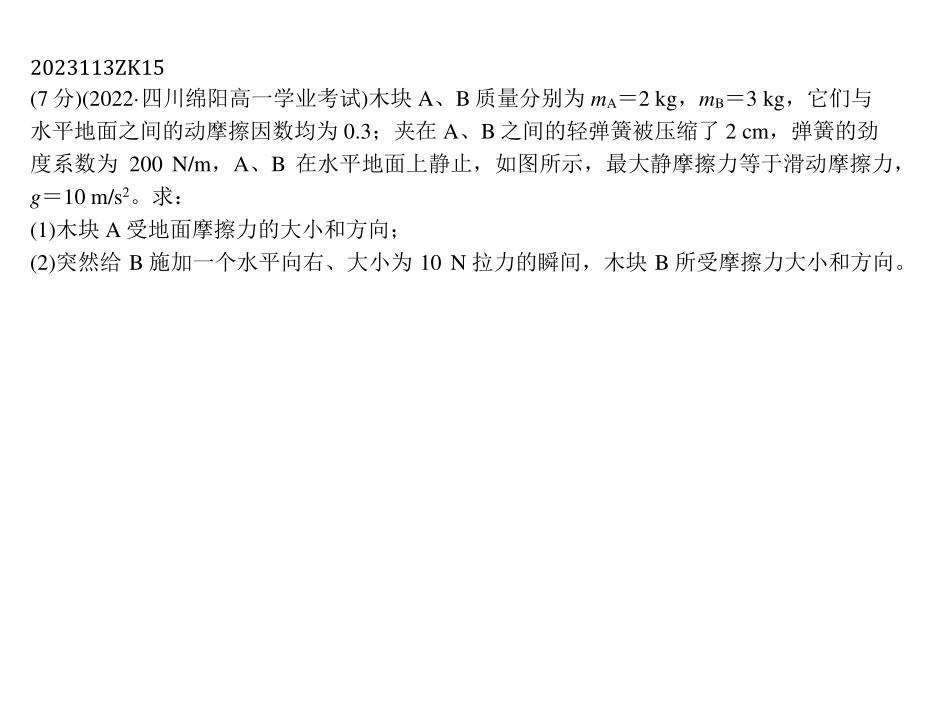 2023113ZK15
(7 分)(2022·四川绵阳高一学业考试)木块 A、B 质量分别为 mA＝2 kg，mB＝3 kg，它们与
水平地面之间的动摩擦因数均为 0.3；夹在 A、B 之间的轻弹簧被压缩了 2 cm，弹簧的劲
度系数为 200 N/m，A、B 在水平地面上静止，如图所示，最大静摩擦力等于滑动摩擦力，
g＝10 m/s²。求：
(1)木块 A 受地面摩擦力的大小和方向；
(2)突然给 B 施加一个水平向右、大小为 10 N 拉力的瞬间，木块 B 所受摩擦力大小和方向。